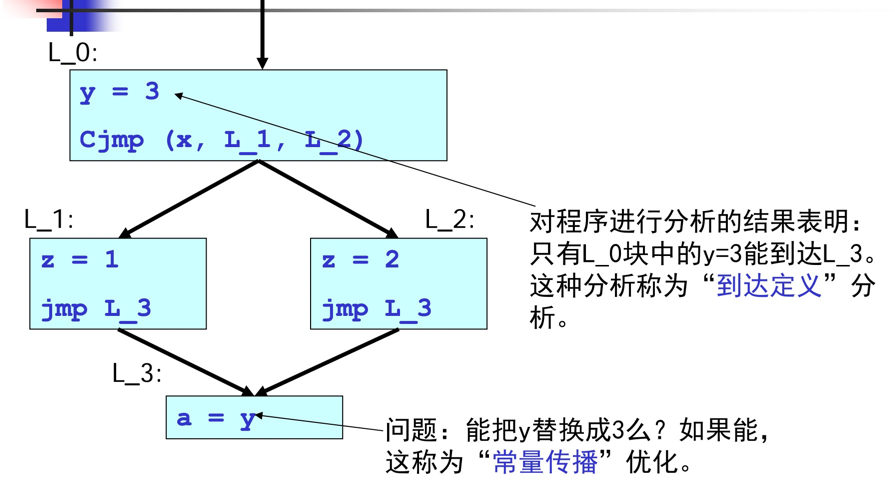 L_0:
y = 3
Cjmp (x, L_1, L_2)
L_1:
L_2:
z = 1
jmp L_3
z = 2
jmp L_3
对程序进行分析的结果表明：
只有L_0块中的y=3能到达L_3。
这种分析称为“到达定义”分
析。
L_3:
a = y
问题：能把y替换成3么？如果能，
这称为“常量传播”优化。